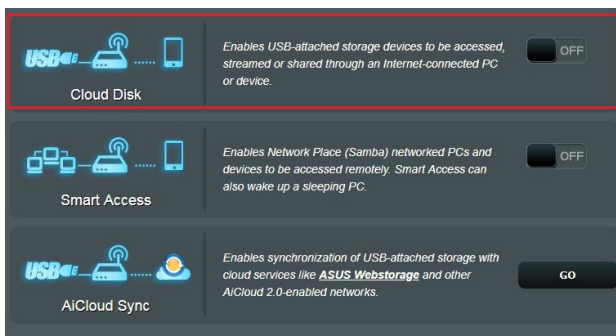 USB
Enables USB-attached storage devices to be accessed,
streamed or shared through an Internet-connected PC
or device.
OFF
Cloud Disk
Enables Network Place (Samba) networked PCs and
devices to be accessed remotely. Smart Access can
also wake up a sleeping PC.
OFF
Smart Access
USB
Enables synchronization of USB-attached storage with
cloud services like ASUS Webstorage and other
AiCloud 2.0-enabled networks.
GO
AiCloud Sync